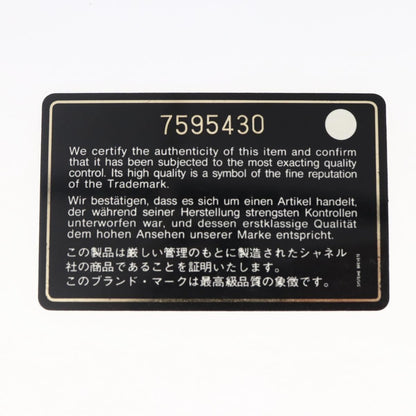 7595430
We certify the authenticity of this item and confirm
that it has been subjected to the most exacting quality
control. Its high quality is a symbol of the fine reputation
of the Trademark.
Wir bestätigen, dass es sich um einen Artikel handelt,
der während seiner Herstellung strengsten Kontrollen
unterworfen war, und dessen erstklassige Qualität
dem hohen Ansehen unserer Marke entspricht.
この製品は厳しい管理のもとに製造されたシャネル
社の商品であることを証明いたします。
このブランド・マークは最高級品質の象徴です。